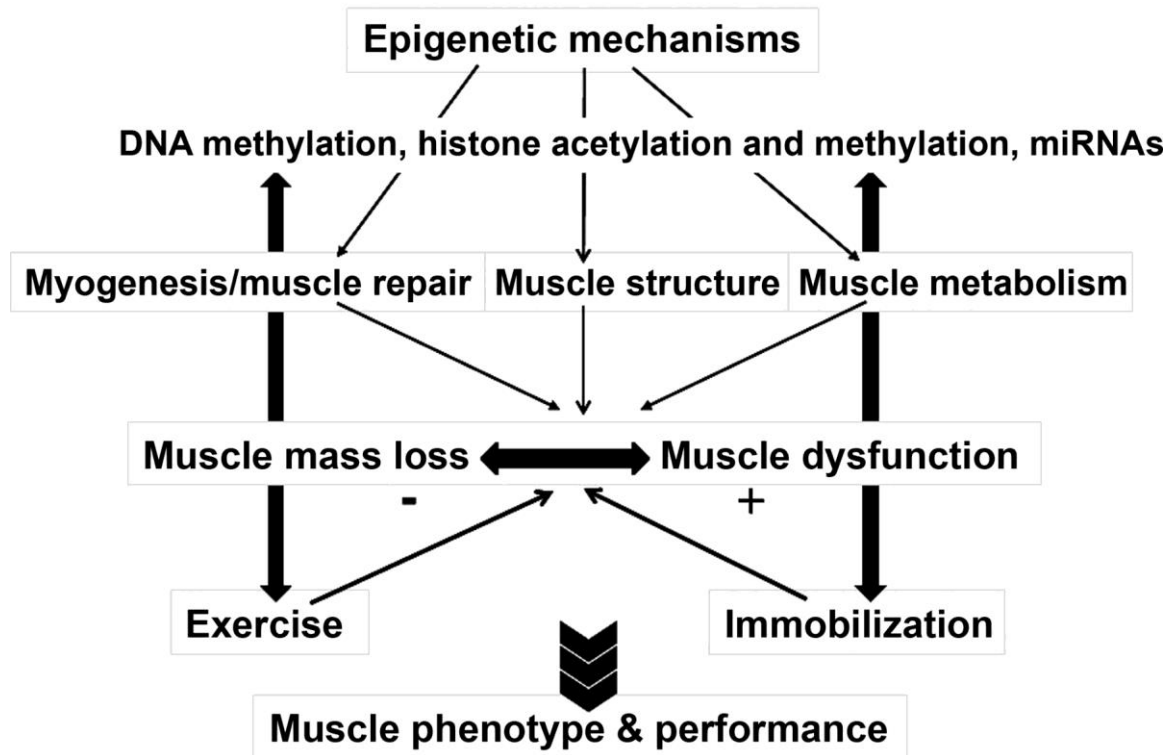 Epigenetic mechanisms
DNA methylation, histone acetylation and methylation, miRNAs
Myogenesis/muscle repair Muscle structure Muscle metabolism
Muscle mass loss Muscle dysfunction
- +
Exercise Immobilization
Muscle phenotype & performance